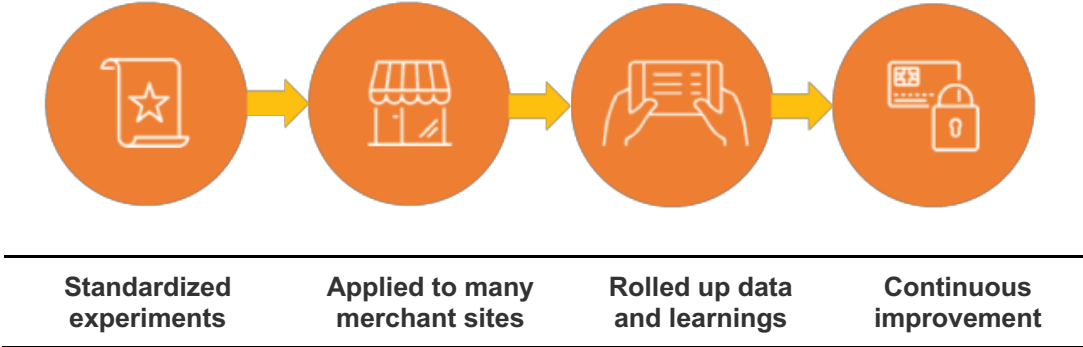 Standardized
experiments
Applied to many
merchant sites
Rolled up data
and learnings
Continuous
improvement